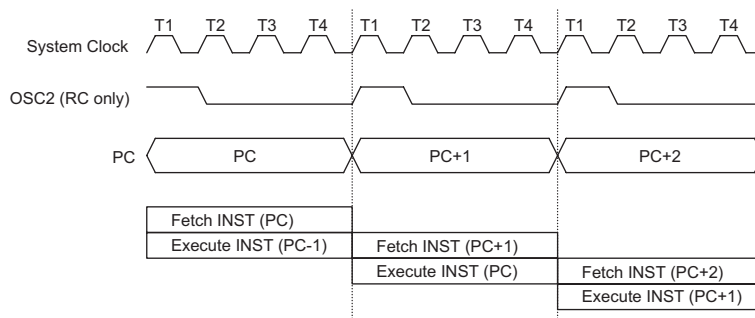 T1 T2 T3 T4 T1 T2 T3 T4 T1 T2 T3 T4
System Clock
OSC2 (RC only)
PC PC PC+1 PC+2
Fetch INST (PC)
Execute INST (PC-1) Fetch INST (PC+1)
Execute INST (PC) Fetch INST (PC+2)
Execute INST (PC+1)